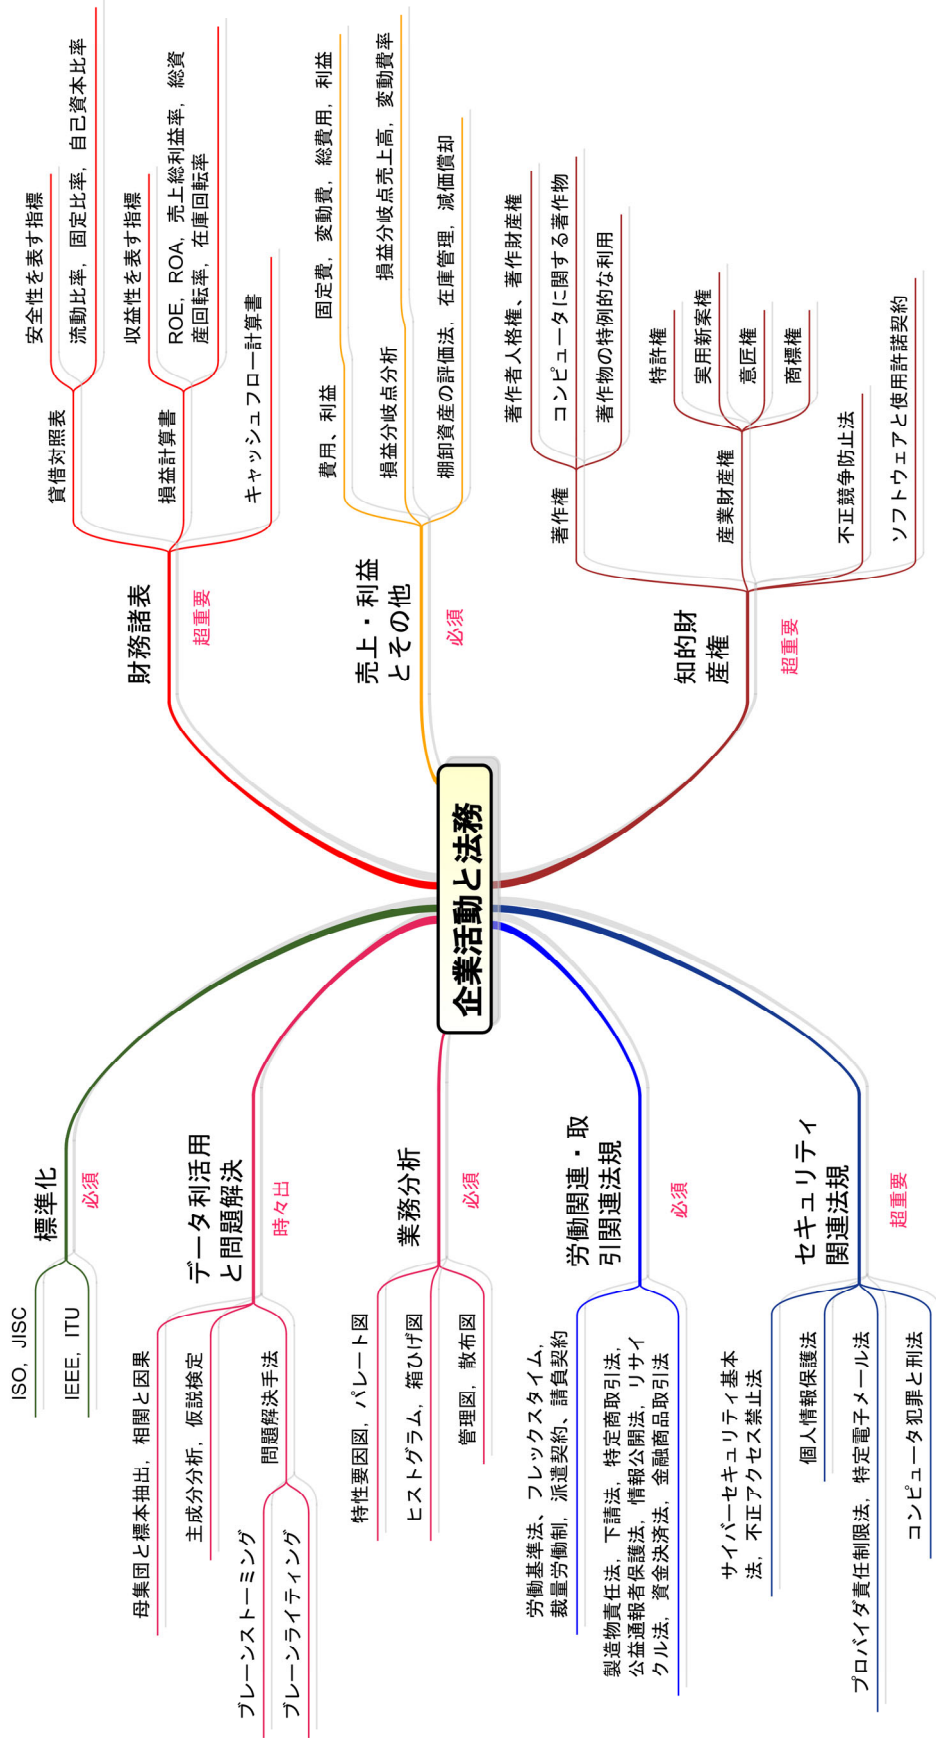 企業活動と法務
財務諸表
超重要
貸借対照表
安全性を表す指標
流動比率，固定比率，自己資本比率
損益計算書
収益性を表す指標
ROE，ROA，売上総利益率，総資
産回転率，在庫回転率
キャッシュフロー計算書
売上・利益
とその他
必須
費用、利益
固定費，変動費，総費用，利益
損益分岐点分析
損益分岐点売上高，変動費率
棚卸資産の評価法，在庫管理，減価償却
知的財
産権
超重要
著作権
著作者人格権、著作財産権
コンピュータに関する著作物
著作物の特例的な利用
産業財産権
特許権
実用新案権
意匠権
商標権
不正競争防止法
ソフトウェアと使用許諾契約
標準化
必須
ISO，JISC
IEEE，ITU
データ利活用
と問題解決
時々出
母集団と標本抽出，相関と因果
主成分分析，仮説検定
問題解決手法
ブレーンストーミング
ブレーンライティング
業務分析
必須
特性要因図，パレート図
ヒストグラム，箱ひげ図
管理図，散布図
労働関連・取
引関連法規
必須
労働基準法、フレックスタイム，
裁量労働制，派遣契約、請負契約
製造物責任法，下請法，特定商取引法，
公益通報者保護法，情報公開法，リサイ
クル法，資金決済法，金融商品取引法
セキュリティ
関連法規
超重要
サイバーセキュリティ基本
法，不正アクセス禁止法
個人情報保護法
プロバイダ責任制限法，特定電子メール法
コンピュータ犯罪と刑法